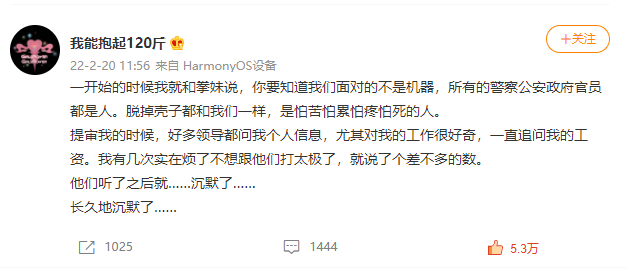 我能抱起120斤
+关注
22-2-20 11:56 来自 HarmonyOS设备
一开始的时候我就和拳妹说，你要知道我们面对的不是机器，所有的警察公安政府官员
都是人。脱掉壳子都和我们一样，是怕苦怕累怕疼怕死的人。
提审我的时候，好多领导都问我个人信息，尤其对我的工作很好奇，一直追问我的工
资。我有几次实在烦了不想跟他们打太极了，就说了个差不多的数。
他们听了之后就......沉默了......
长久地沉默了......
1025 1444 5.3万